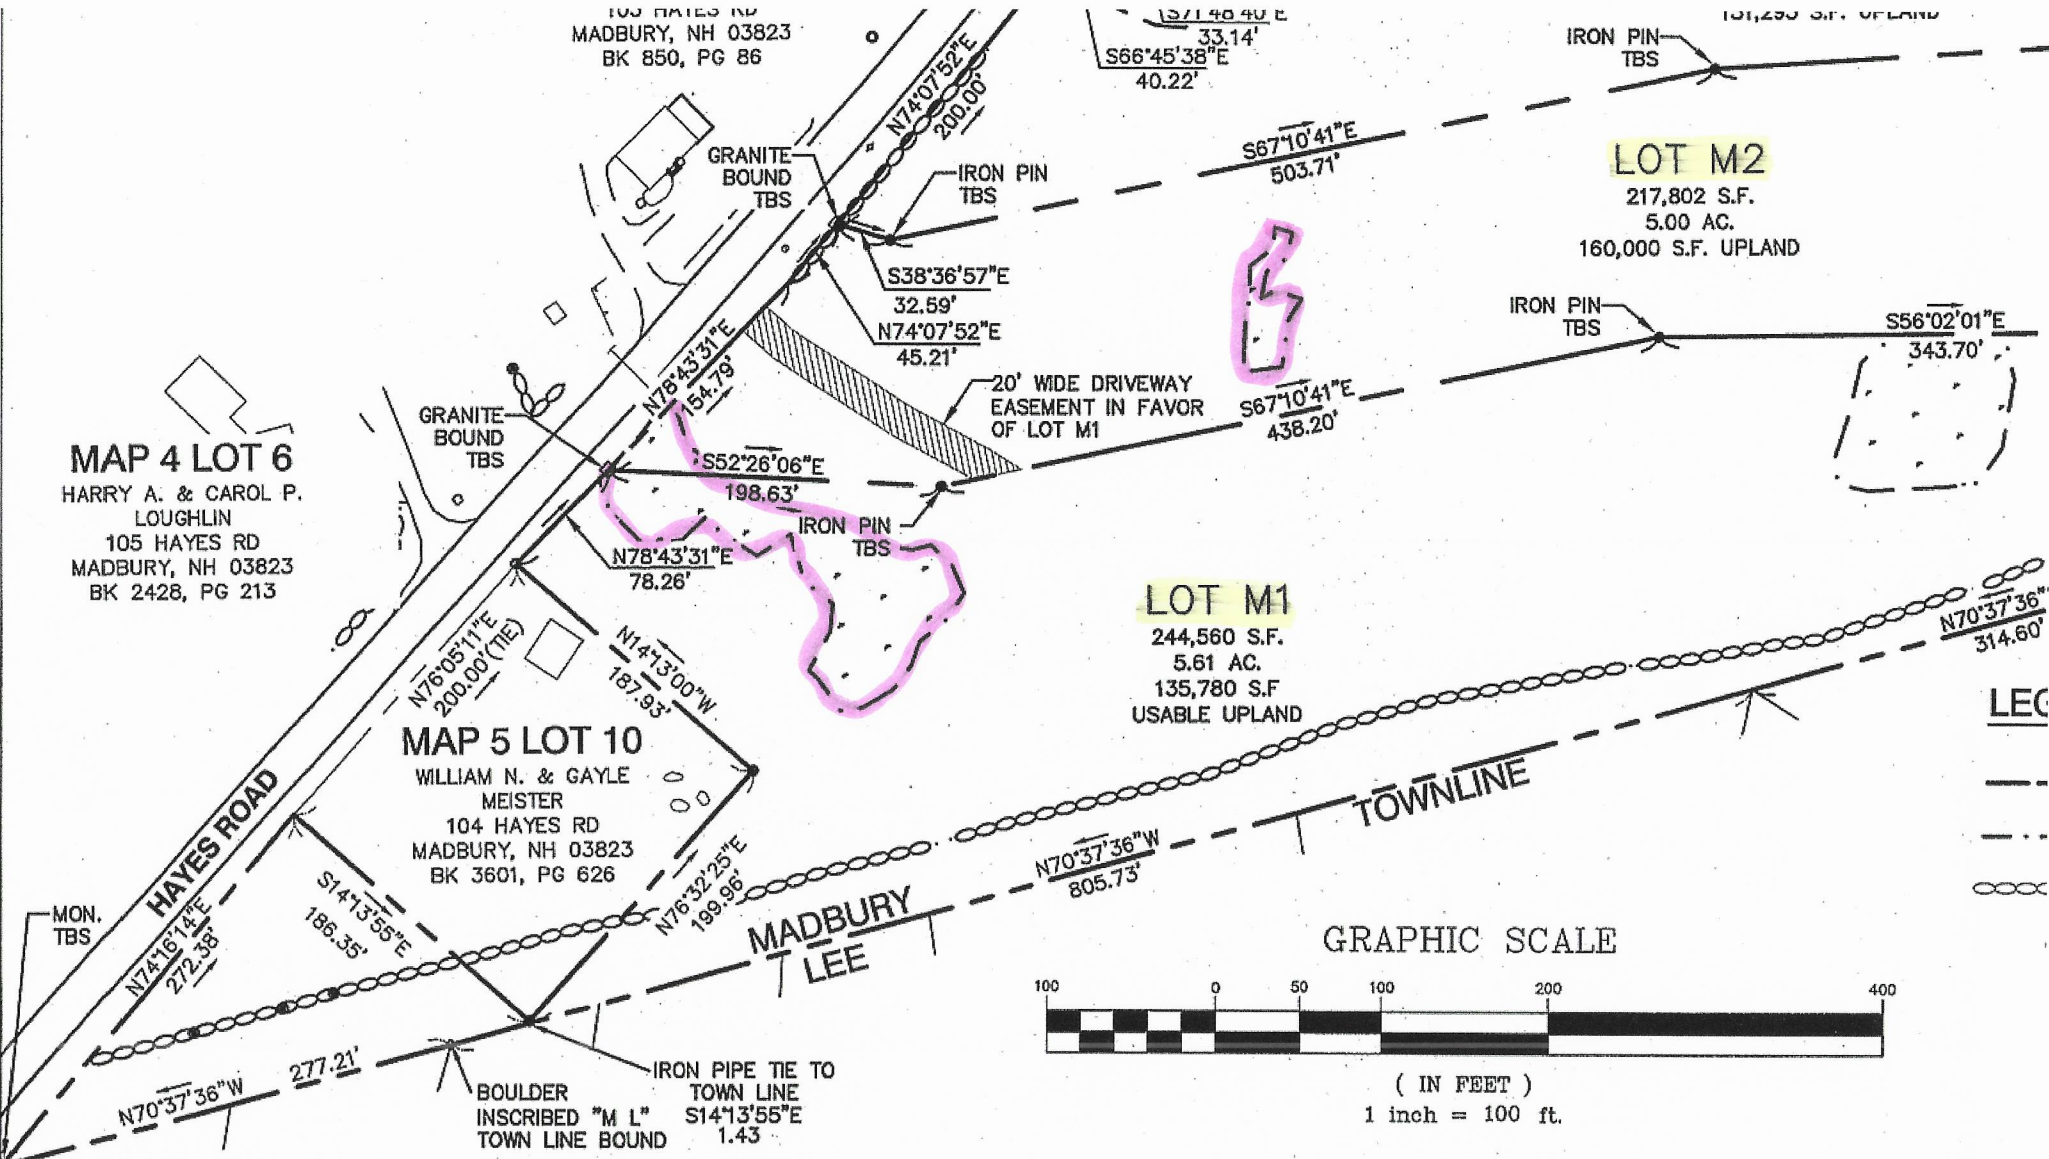 MADBURY, NH 03823
BK 850, PG 86
N74°07'52"E
200.00'
S71°48'40"E
33.14'
S66°45'38"E
40.22'
IRON PIN
TBS
S.F. UPLAND
GRANITE
BOUND
TBS
IRON PIN
TBS
S67°10'41"E
503.71'
LOT M2
217,802 S.F.
5.00 AC.
160,000 S.F. UPLAND
S38°36'57"E
32.59'
N74°07'52"E
45.21'
IRON PIN
TBS
S56°02'01"E
343.70'
N78°43'31"E
154.79'
20' WIDE DRIVEWAY
EASEMENT IN FAVOR
OF LOT M1
S67°10'41"E
438.20'
GRANITE
BOUND
TBS
MAP 4 LOT 6
HARRY A. & CAROL P.
LOUGHLIN
105 HAYES RD
MADBURY, NH 03823
BK 2428, PG 213
S52°26'06"E
198.63'
IRON PIN
TBS
N78°43'31"E
78.26'
LOT M1
244,560 S.F.
5.61 AC.
135,780 S.F
USABLE UPLAND
N70°37'36"
314.60'
N76°05'11"E
200.00'(TIE)
N14°13'00"W
187.93'
LEG
MAP 5 LOT 10
WILLIAM N. & GAYLE
MEISTER
104 HAYES RD
MADBURY, NH 03823
BK 3601, PG 626
HAYES ROAD
TOWNLINE
N70°37'36"W
805.73'
S14°13'55"E
186.35'
N76°32'25"E
199.96'
MADBURY
LEE
MON.
TBS
N74°16'14"E
272.38'
GRAPHIC SCALE
100 0 50 100 200 400
( IN FEET )
1 inch = 100 ft.
N70°37'36"W
277.21'
BOULDER
INSCRIBED "M L"
TOWN LINE BOUND
IRON PIPE TIE TO
TOWN LINE
S14°13'55"E
1.43